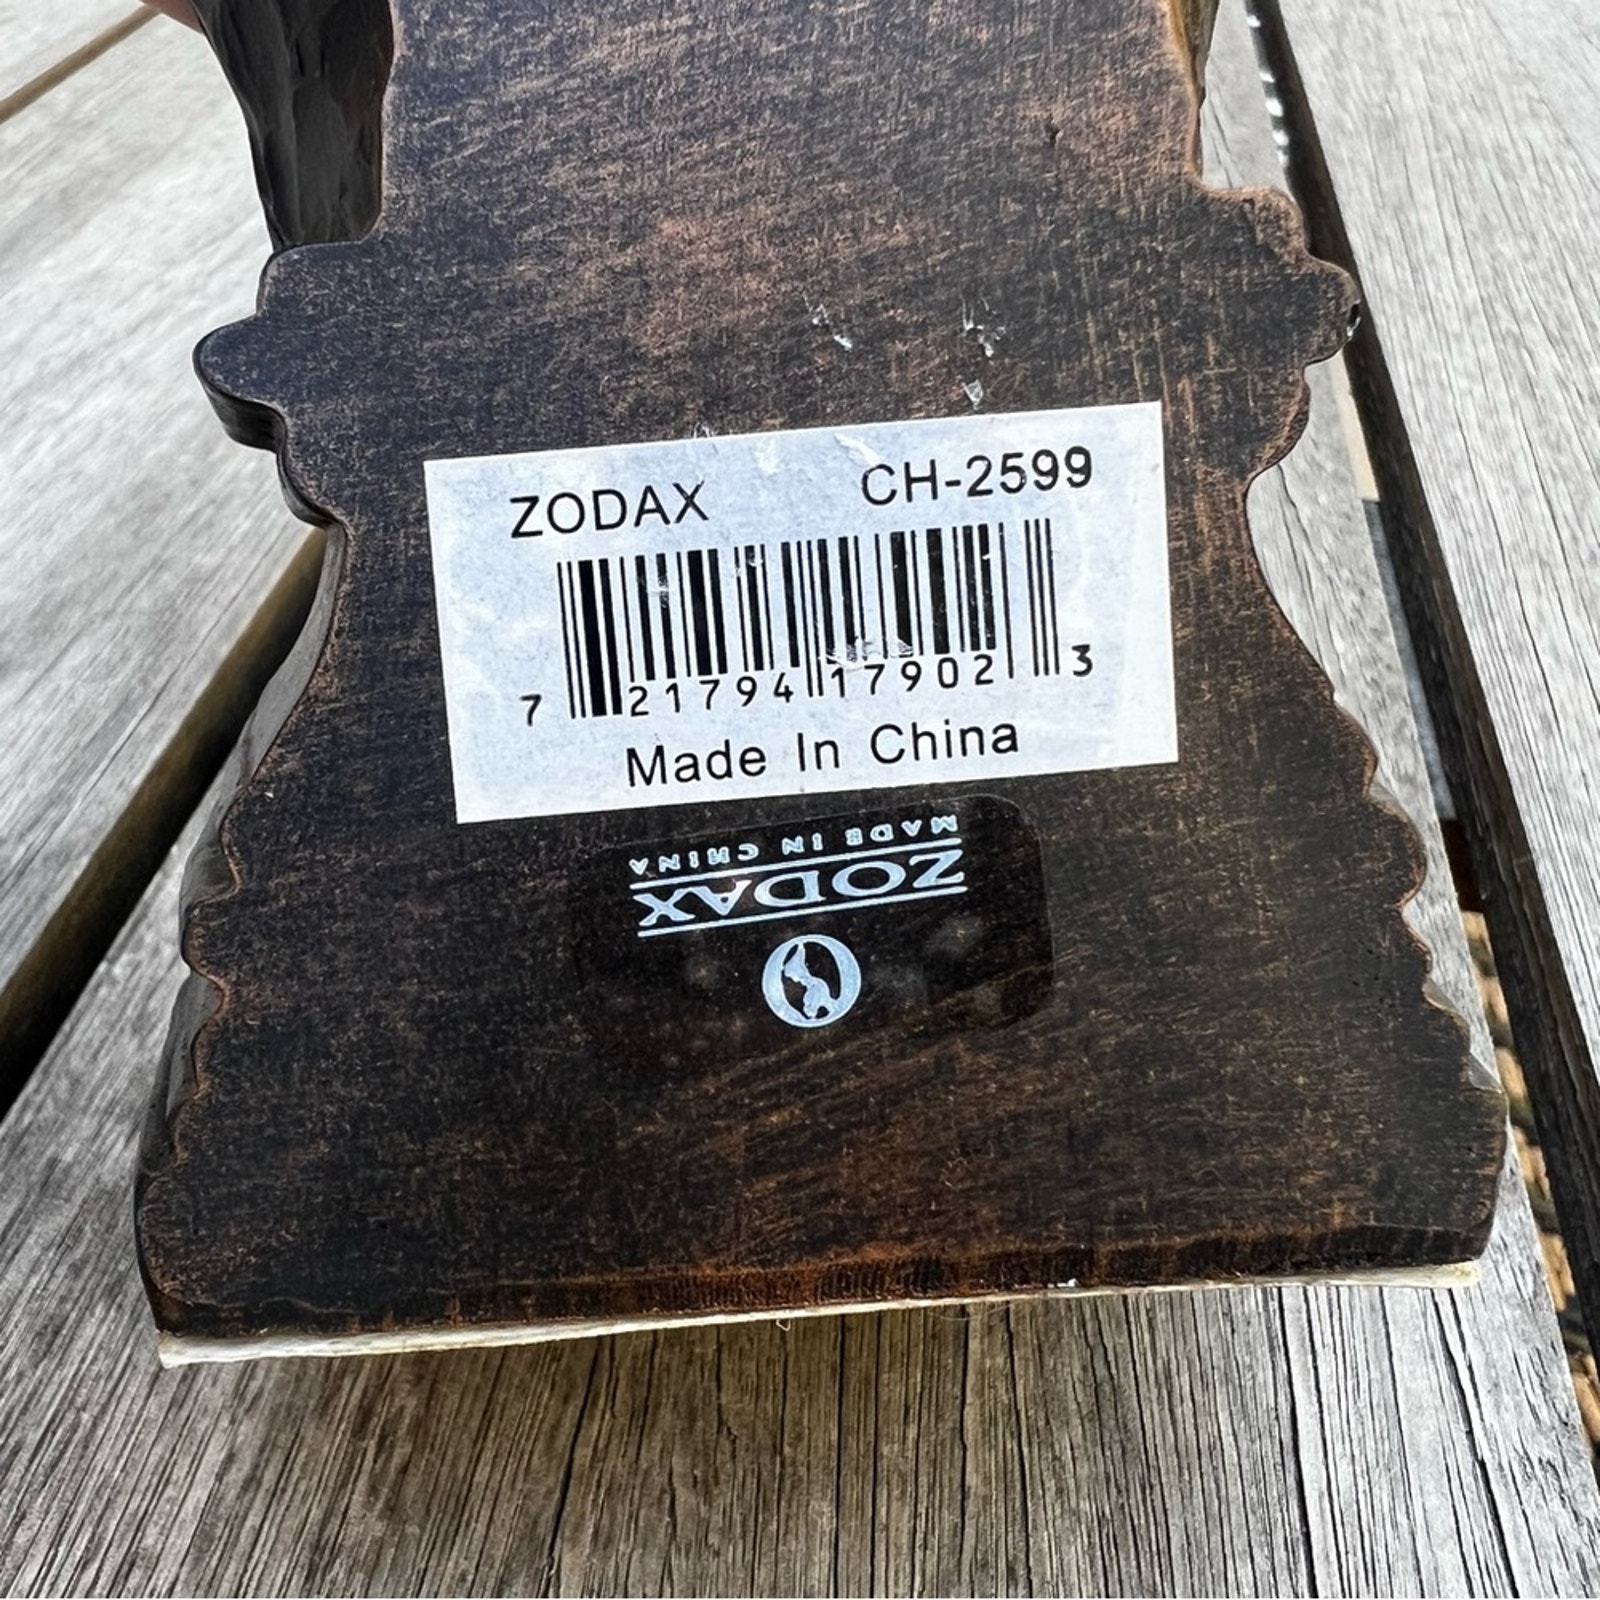 ZODAX CH-2599
7 21794 17902 3
Made In China
ZODAX
MADE IN CHINA